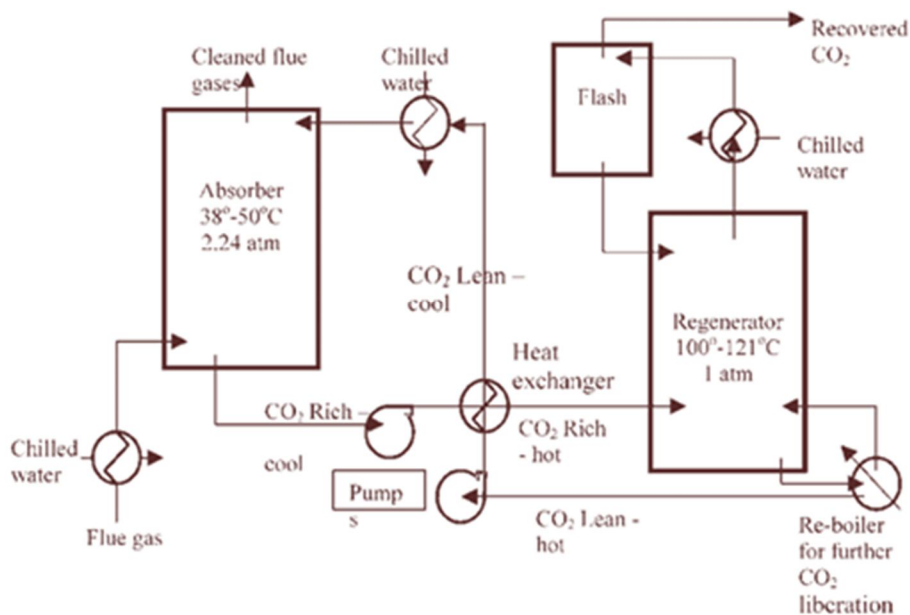 Recovered
CO₂
Cleaned flue
gases
Chilled
water
Flash
Chilled
water
Absorber
38°-50°C
2.24 atm
CO₂ Lean –
cool
Regenerator
100°-121°C
1 atm
Heat
exchanger
CO₂ Rich –
cool
CO₂ Rich
- hot
Chilled
water
Pump
s
CO₂ Lean -
hot
Flue gas
Re-boiler
for further
CO₂
liberation